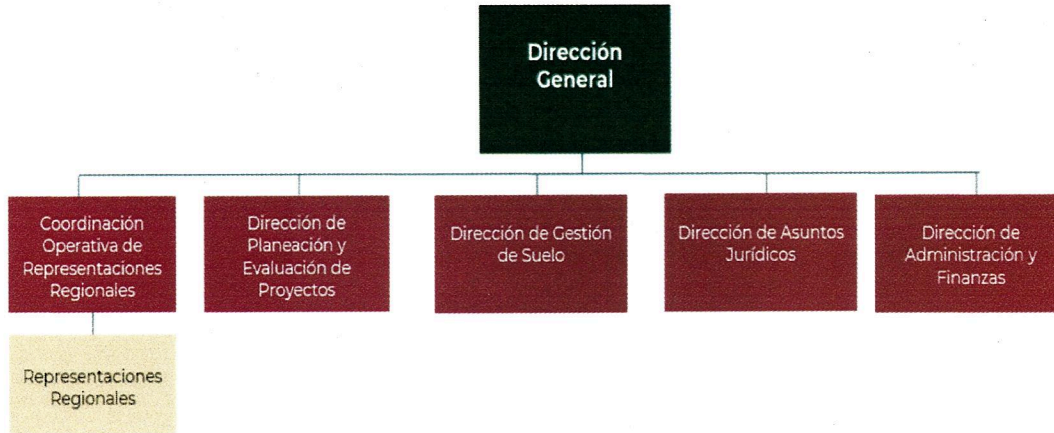 Dirección
General
Coordinación
Operativa de
Representaciones
Regionales
Dirección de
Planeación y
Evaluación de
Proyectos
Dirección de Gestión
de Suelo
Dirección de Asuntos
Jurídicos
Dirección de
Administración y
Finanzas
Representaciones
Regionales